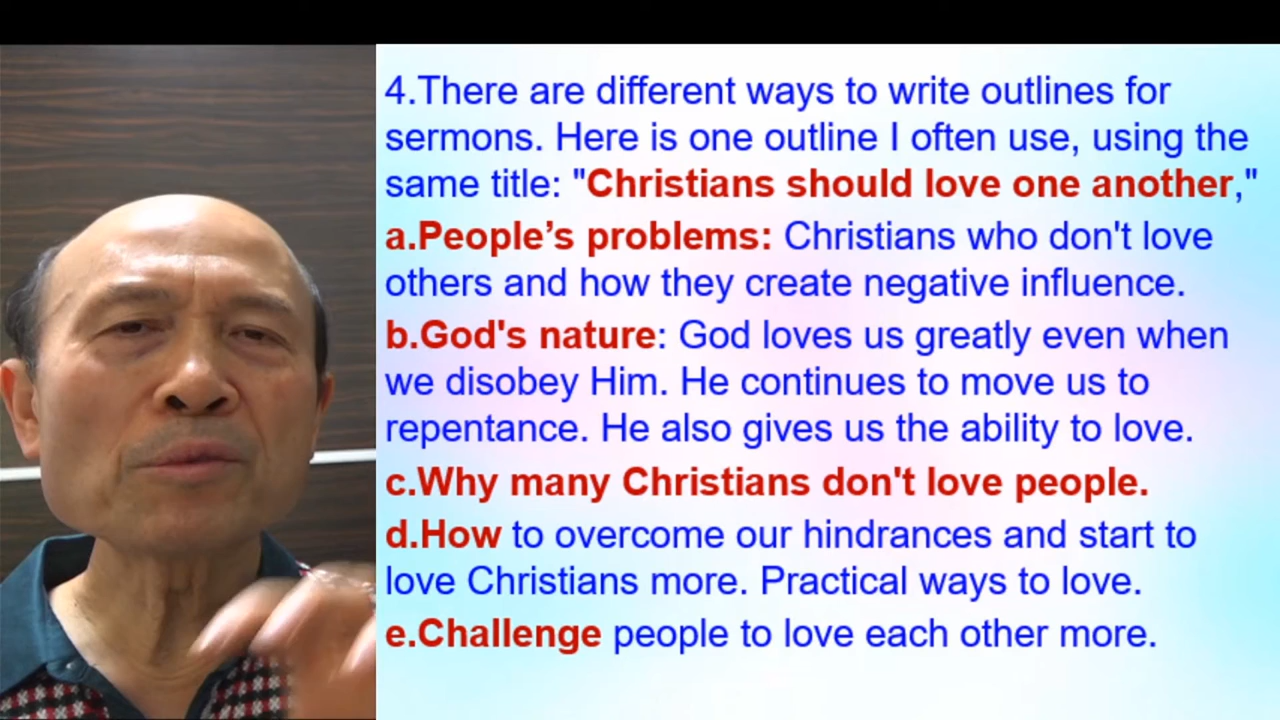 4.There are different ways to write outlines for
sermons. Here is one outline I often use, using the
same title: "Christians should love one another,"
a.People’s problems: Christians who don't love
others and how they create negative influence.
b.God's nature: God loves us greatly even when
we disobey Him. He continues to move us to
repentance. He also gives us the ability to love.
c.Why many Christians don't love people.
d.How to overcome our hindrances and start to
love Christians more. Practical ways to love.
e.Challenge people to love each other more.